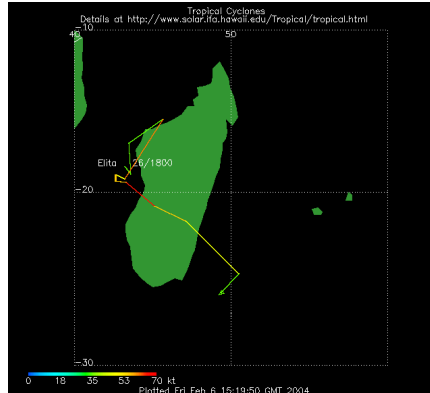 Tropical Cyclones
Details at http://www.solar.ifa.hawaii.edu/Tropical/tropical.html
-10
40 50
Elita 26/1800
-20
-30
0 18 35 53 70 kt
Plotted Fri Feb 6 15:19:50 GMT 2004